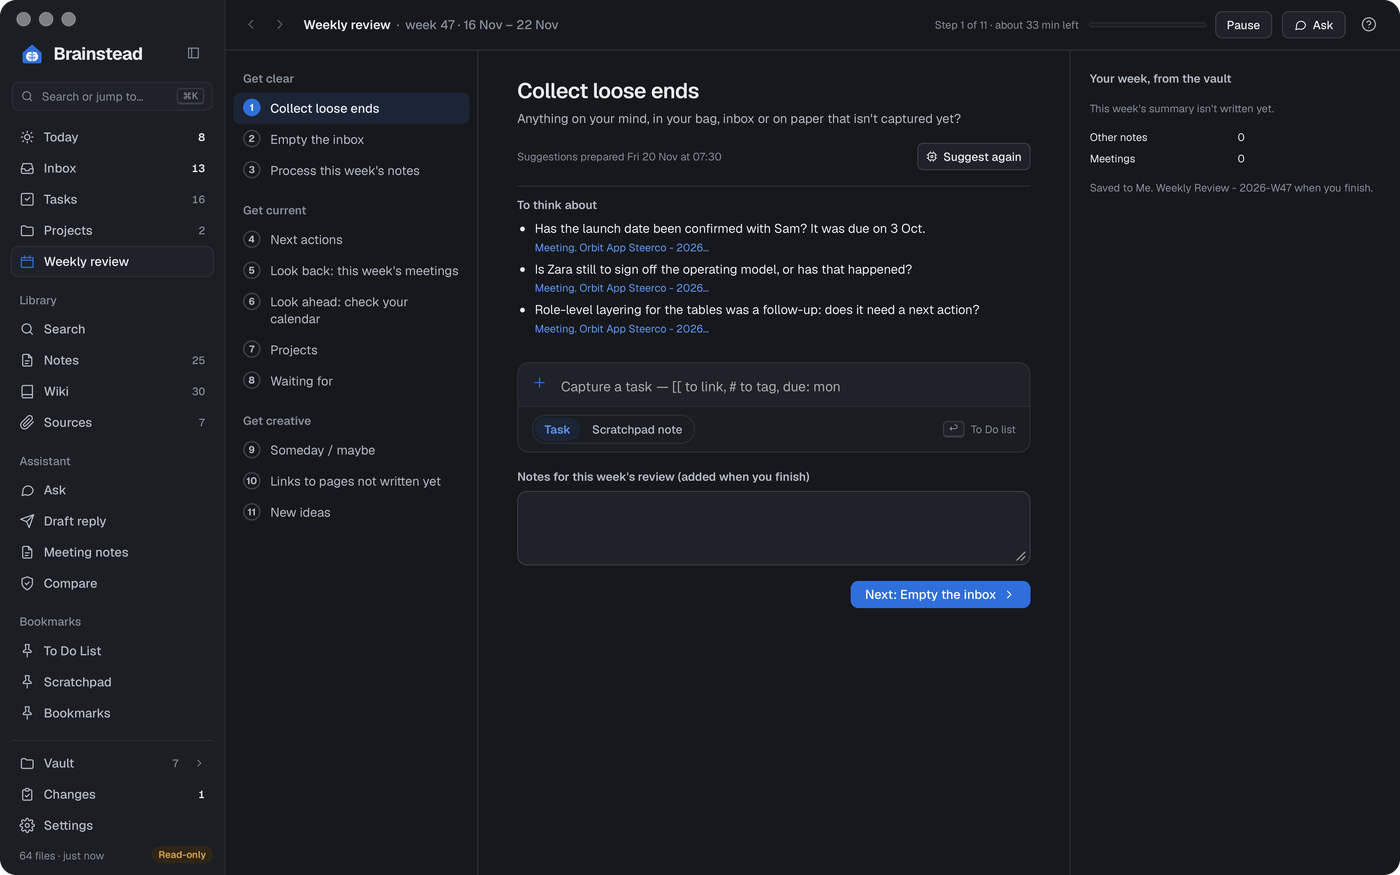 Brainstead
Search or jump to... ⌘K
Today 8
Inbox 13
Tasks 16
Projects 2
Weekly review
Library
Search
Notes 25
Wiki 30
Sources 7
Assistant
Ask
Draft reply
Meeting notes
Compare
Bookmarks
To Do List
Scratchpad
Bookmarks
Vault 7
Changes 1
Settings
64 files · just now Read-only
Weekly review · week 47 · 16 Nov – 22 Nov
Step 1 of 11 · about 33 min left
Pause
Ask
Get clear
1 Collect loose ends
2 Empty the inbox
3 Process this week's notes
Get current
4 Next actions
5 Look back: this week's meetings
6 Look ahead: check your
calendar
7 Projects
8 Waiting for
Get creative
9 Someday / maybe
10 Links to pages not written yet
11 New ideas
Collect loose ends
Anything on your mind, in your bag, inbox or on paper that isn't captured yet?
Suggestions prepared Fri 20 Nov at 07:30
Suggest again
To think about
Has the launch date been confirmed with Sam? It was due on 3 Oct.
Meeting. Orbit App Steerco - 2026...
Is Zara still to sign off the operating model, or has that happened?
Meeting. Orbit App Steerco - 2026...
Role-level layering for the tables was a follow-up: does it need a next action?
Meeting. Orbit App Steerco - 2026...
Capture a task — [[ to link, # to tag, due: mon
Task Scratchpad note
To Do list
Notes for this week's review (added when you finish)
Next: Empty the inbox
Your week, from the vault
This week's summary isn't written yet.
Other notes 0
Meetings 0
Saved to Me. Weekly Review - 2026-W47 when you finish.